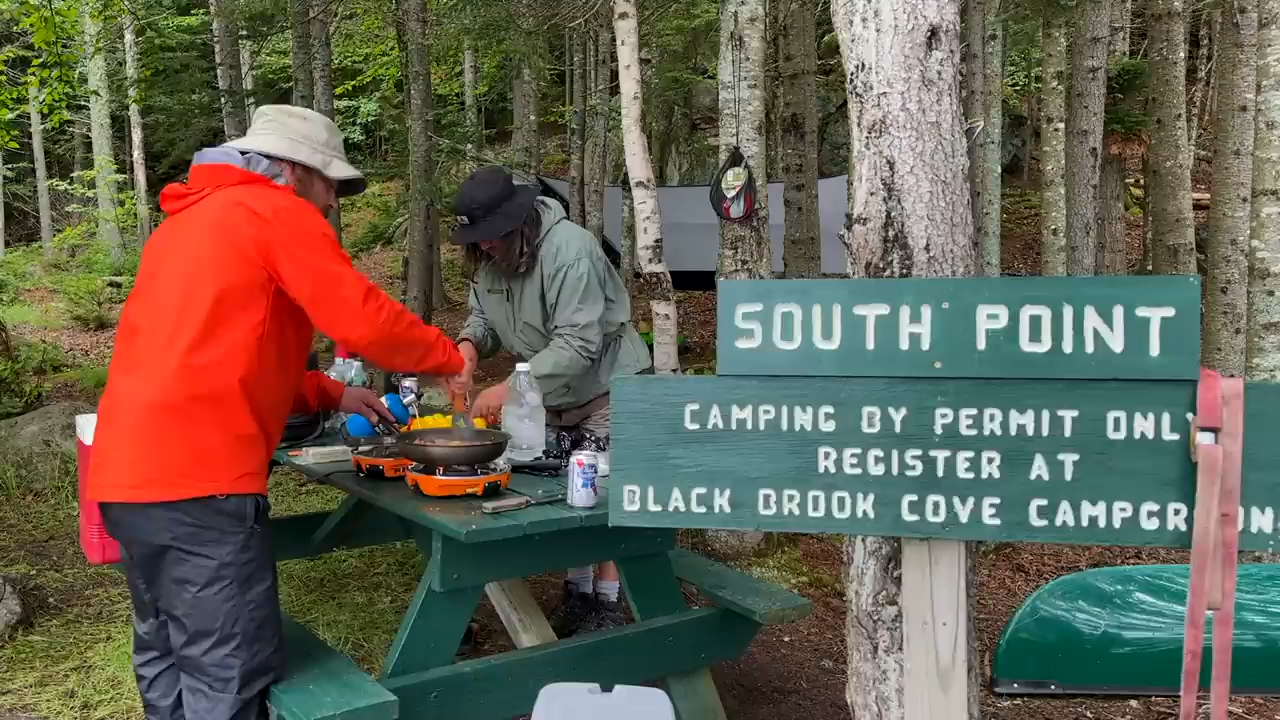 SOUTH POINT
CAMPING BY PERMIT ONLY
REGISTER AT
BLACK BROOK COVE CAMPGR